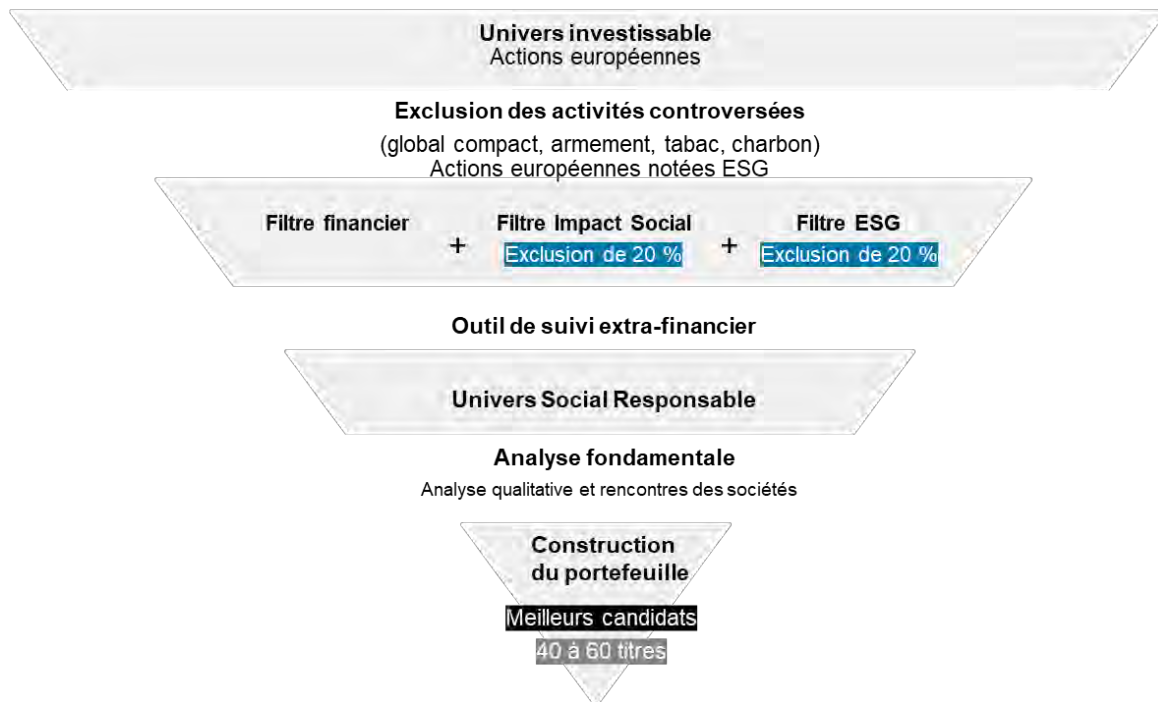 Univers investissable
Actions européennes
Exclusion des activités controversées
(global compact, armement, tabac, charbon)
Actions européennes notées ESG
Filtre financier + Filtre Impact Social + Filtre ESG
Exclusion de 20 % Exclusion de 20 %
Outil de suivi extra-financier
Univers Social Responsable
Analyse fondamentale
Analyse qualitative et rencontres des sociétés
Construction
du portefeuille
Meilleurs candidats
40 à 60 titres